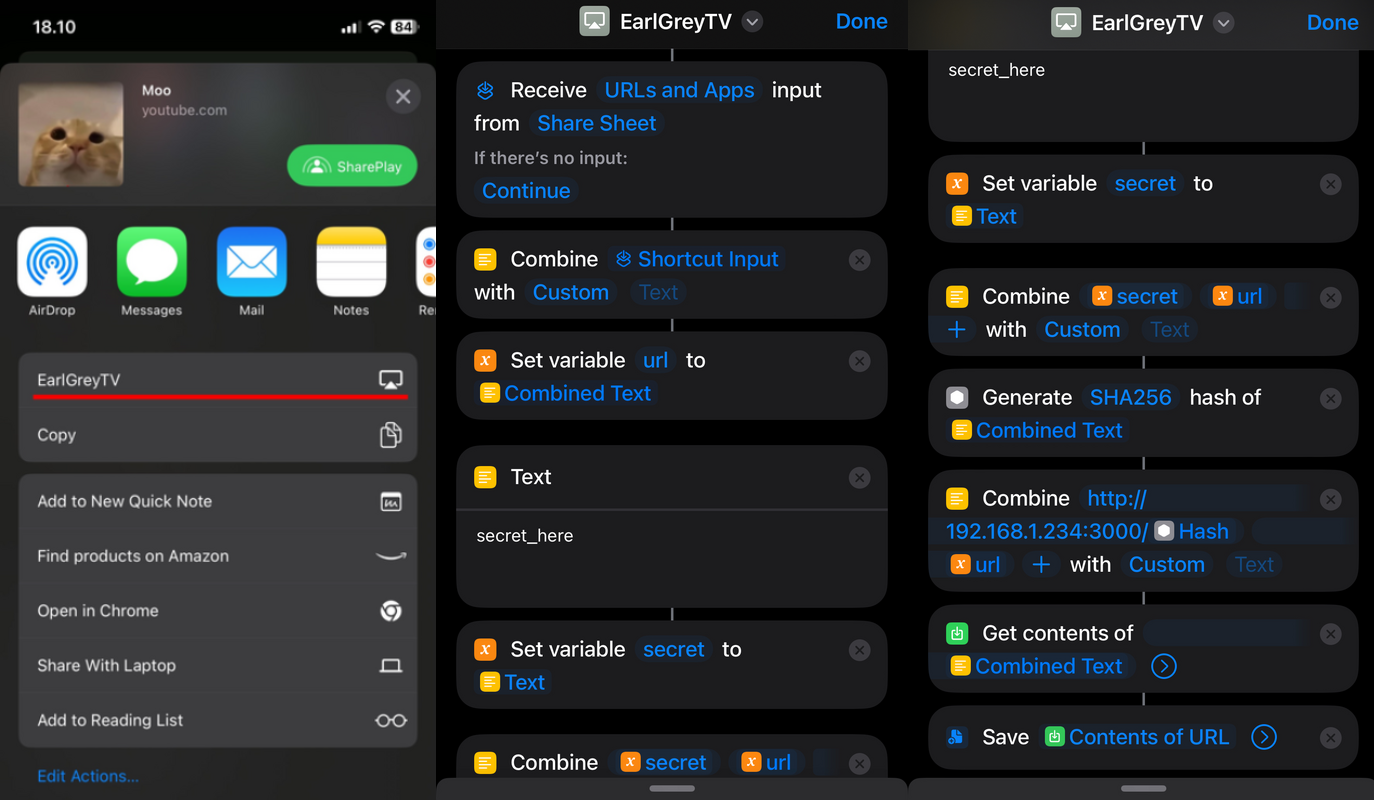 18.10
84
Moo
youtube.com
SharePlay
AirDrop
Messages
Mail
Notes
Re
EarlGreyTV
Copy
Add to New Quick Note
Find products on Amazon
Open in Chrome
Share With Laptop
Add to Reading List
Edit Actions...
EarlGreyTV
Done
Receive URLs and Apps input
from Share Sheet
If there’s no input:
Continue
Combine Shortcut Input
with Custom Text
x Set variable url to
Combined Text
Text
secret_here
x Set variable secret to
Text
Combine x secret x url
EarlGreyTV
Done
secret_here
x Set variable secret to
Text
Combine x secret x url
+ with Custom Text
Generate SHA256 hash of
Combined Text
Combine http://
192.168.1.234:3000/ Hash
x url + with Custom Text
Get contents of
Combined Text
Save Contents of URL